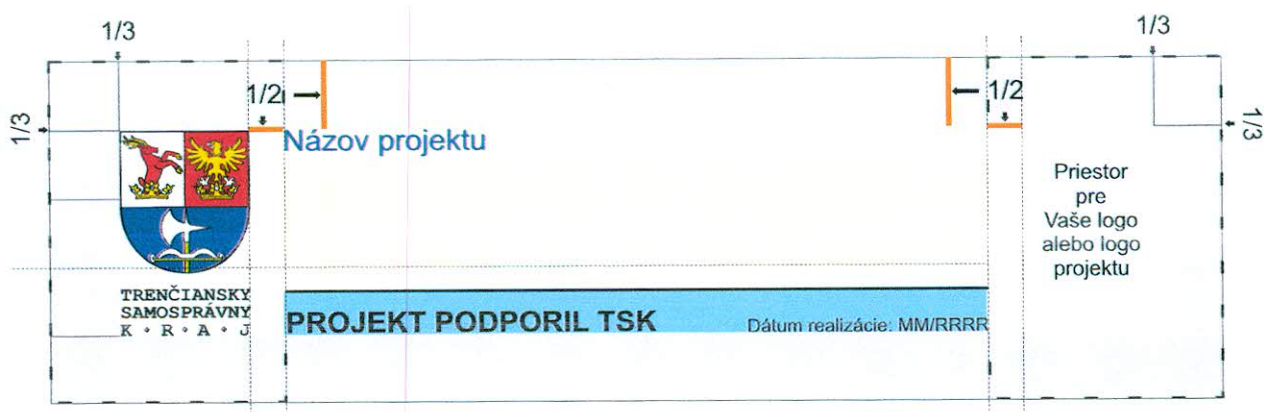 1/3
1/3
1/2
1/2
1/3
1/3
Názov projektu
Priestor
pre
Vaše logo
alebo logo
projektu
TRENČIANSKY
SAMOSPRÁVNY
K • R • A • J
PROJEKT PODPORIL TSK
Dátum realizácie: MM/RRRR